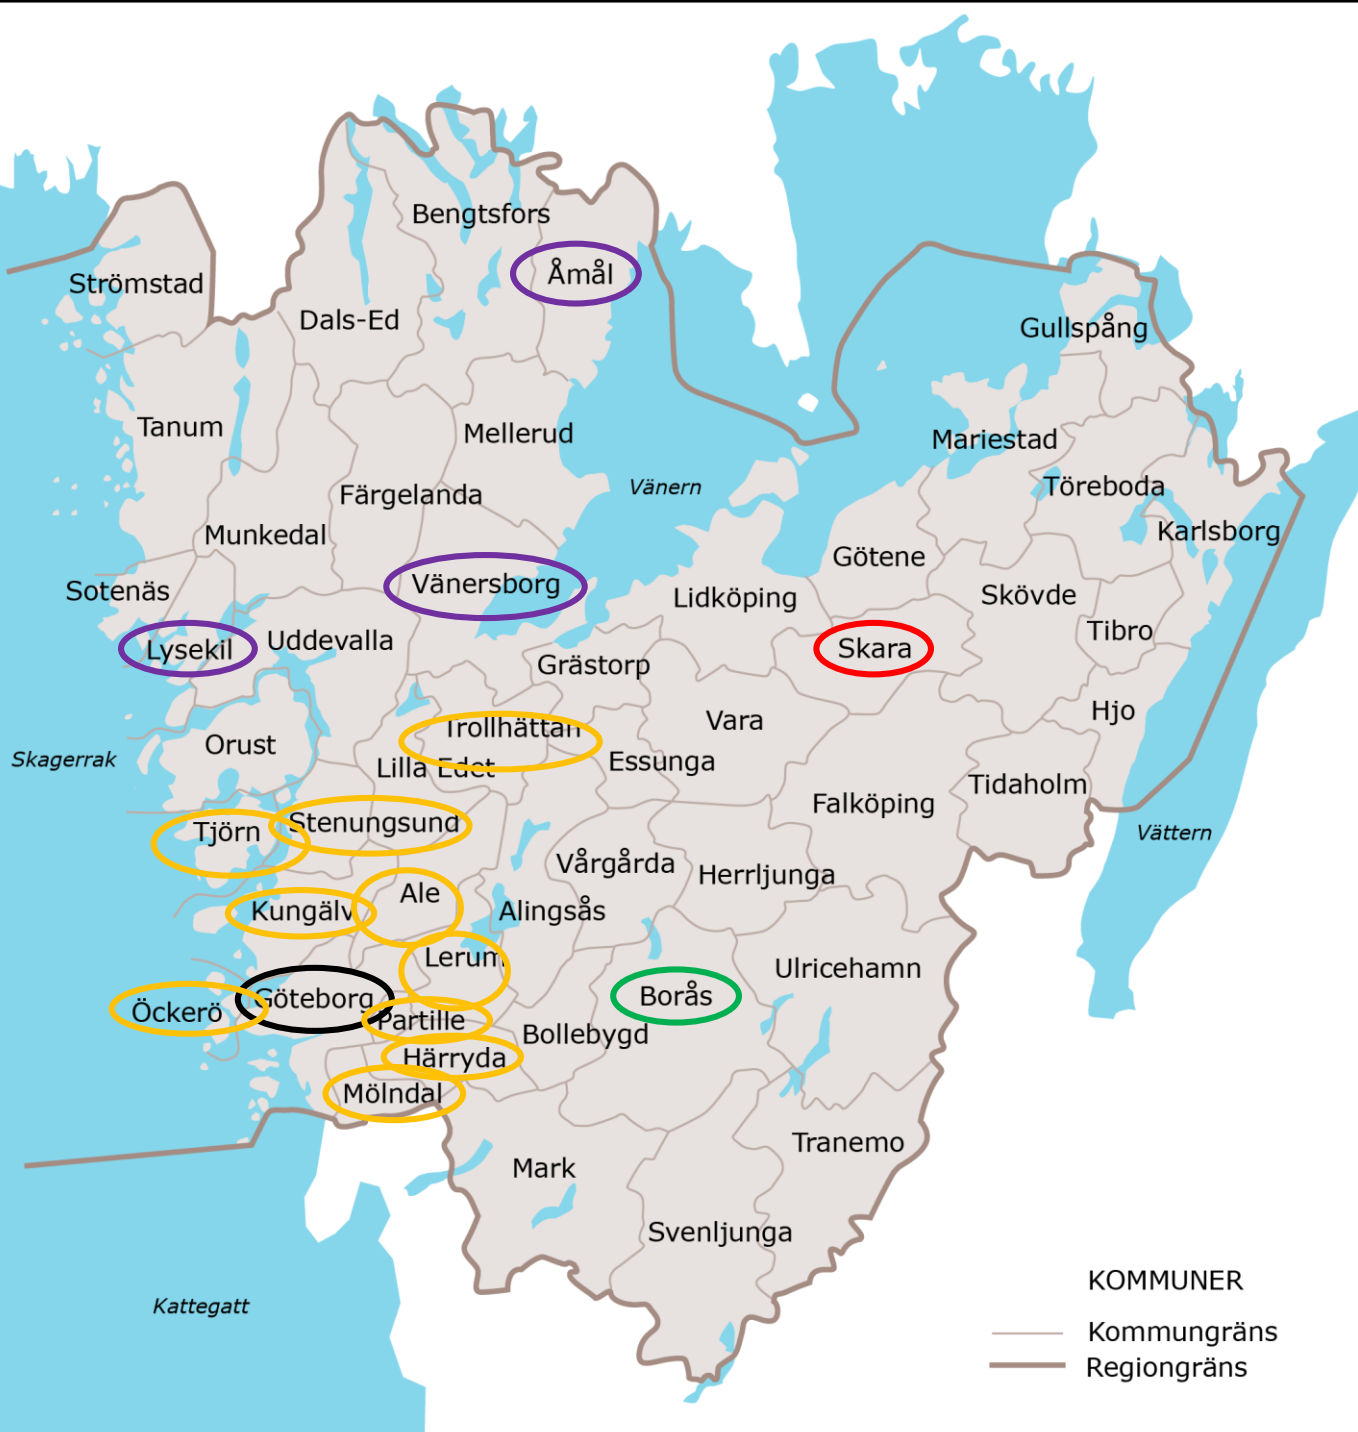 Bengtsfors
Åmål
Strömstad
Dals-Ed
Gullspång
Tanum
Mellerud
Mariestad
Vänern
Töreboda
Färgelanda
Karlsborg
Munkedal
Götene
Vänersborg
Sotenäs
Lidköping
Skövde
Tibro
Lysekil
Uddevalla
Skara
Grästorp
Hjo
Vara
Trollhättan
Orust
Skagerrak
Essunga
Lilla Edet
Tidaholm
Falköping
Stenungsund
Tjörn
Vättern
Vårgårda
Herrljunga
Ale
Kungälv
Alingsås
Lerum
Ulricehamn
Göteborg
Borås
Öckerö
Partille
Bollebygd
Härryda
Mölndal
Tranemo
Mark
Svenljunga
KOMMUNER
Kattegatt
Kommungräns
Regiongräns